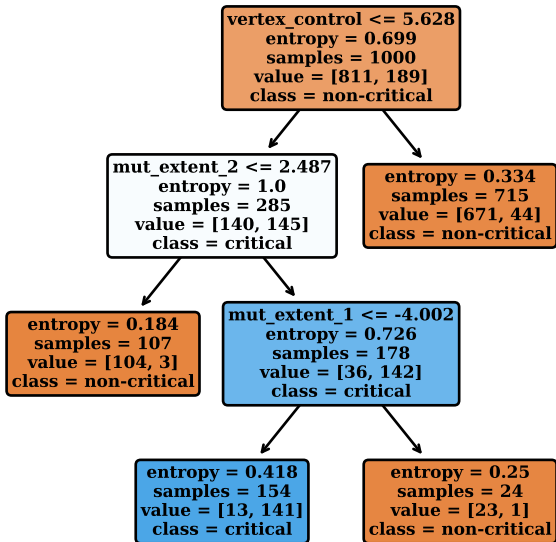 vertex_control <= 5.628
entropy = 0.699
samples = 1000
value = [811, 189]
class = non-critical
mut_extent_2 <= 2.487
entropy = 1.0
samples = 285
value = [140, 145]
class = critical
entropy = 0.334
samples = 715
value = [671, 44]
class = non-critical
entropy = 0.184
samples = 107
value = [104, 3]
class = non-critical
mut_extent_1 <= -4.002
entropy = 0.726
samples = 178
value = [36, 142]
class = critical
entropy = 0.418
samples = 154
value = [13, 141]
class = critical
entropy = 0.25
samples = 24
value = [23, 1]
class = non-critical